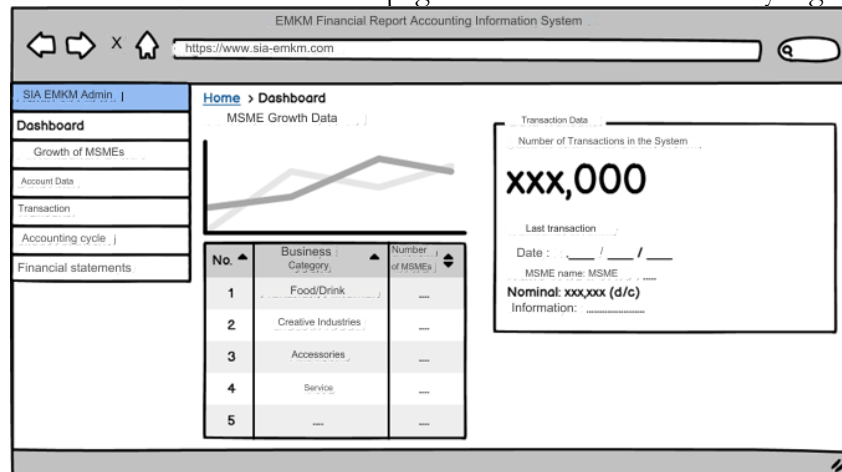 EMKM Financial Report Accounting Information System
X
https://www.sia-emkm.com
SIA EMKM Admin
Dashboard
Growth of MSMEs
Account Data
Transaction
Accounting cycle
Financial statements
Home > Dashboard
MSME Growth Data
No. Business Category Number of MSMEs
1 Food/Drink ....
2 Creative Industries ....
3 Accessories ....
4 Service ....
5 .... ....
Transaction Data
Number of Transactions in the System
xxx,000
Last transaction
Date : .___ / ___ / ___
MSME name: MSME ....
Nominal: xxx,xxx (d/c)
Information: ........................